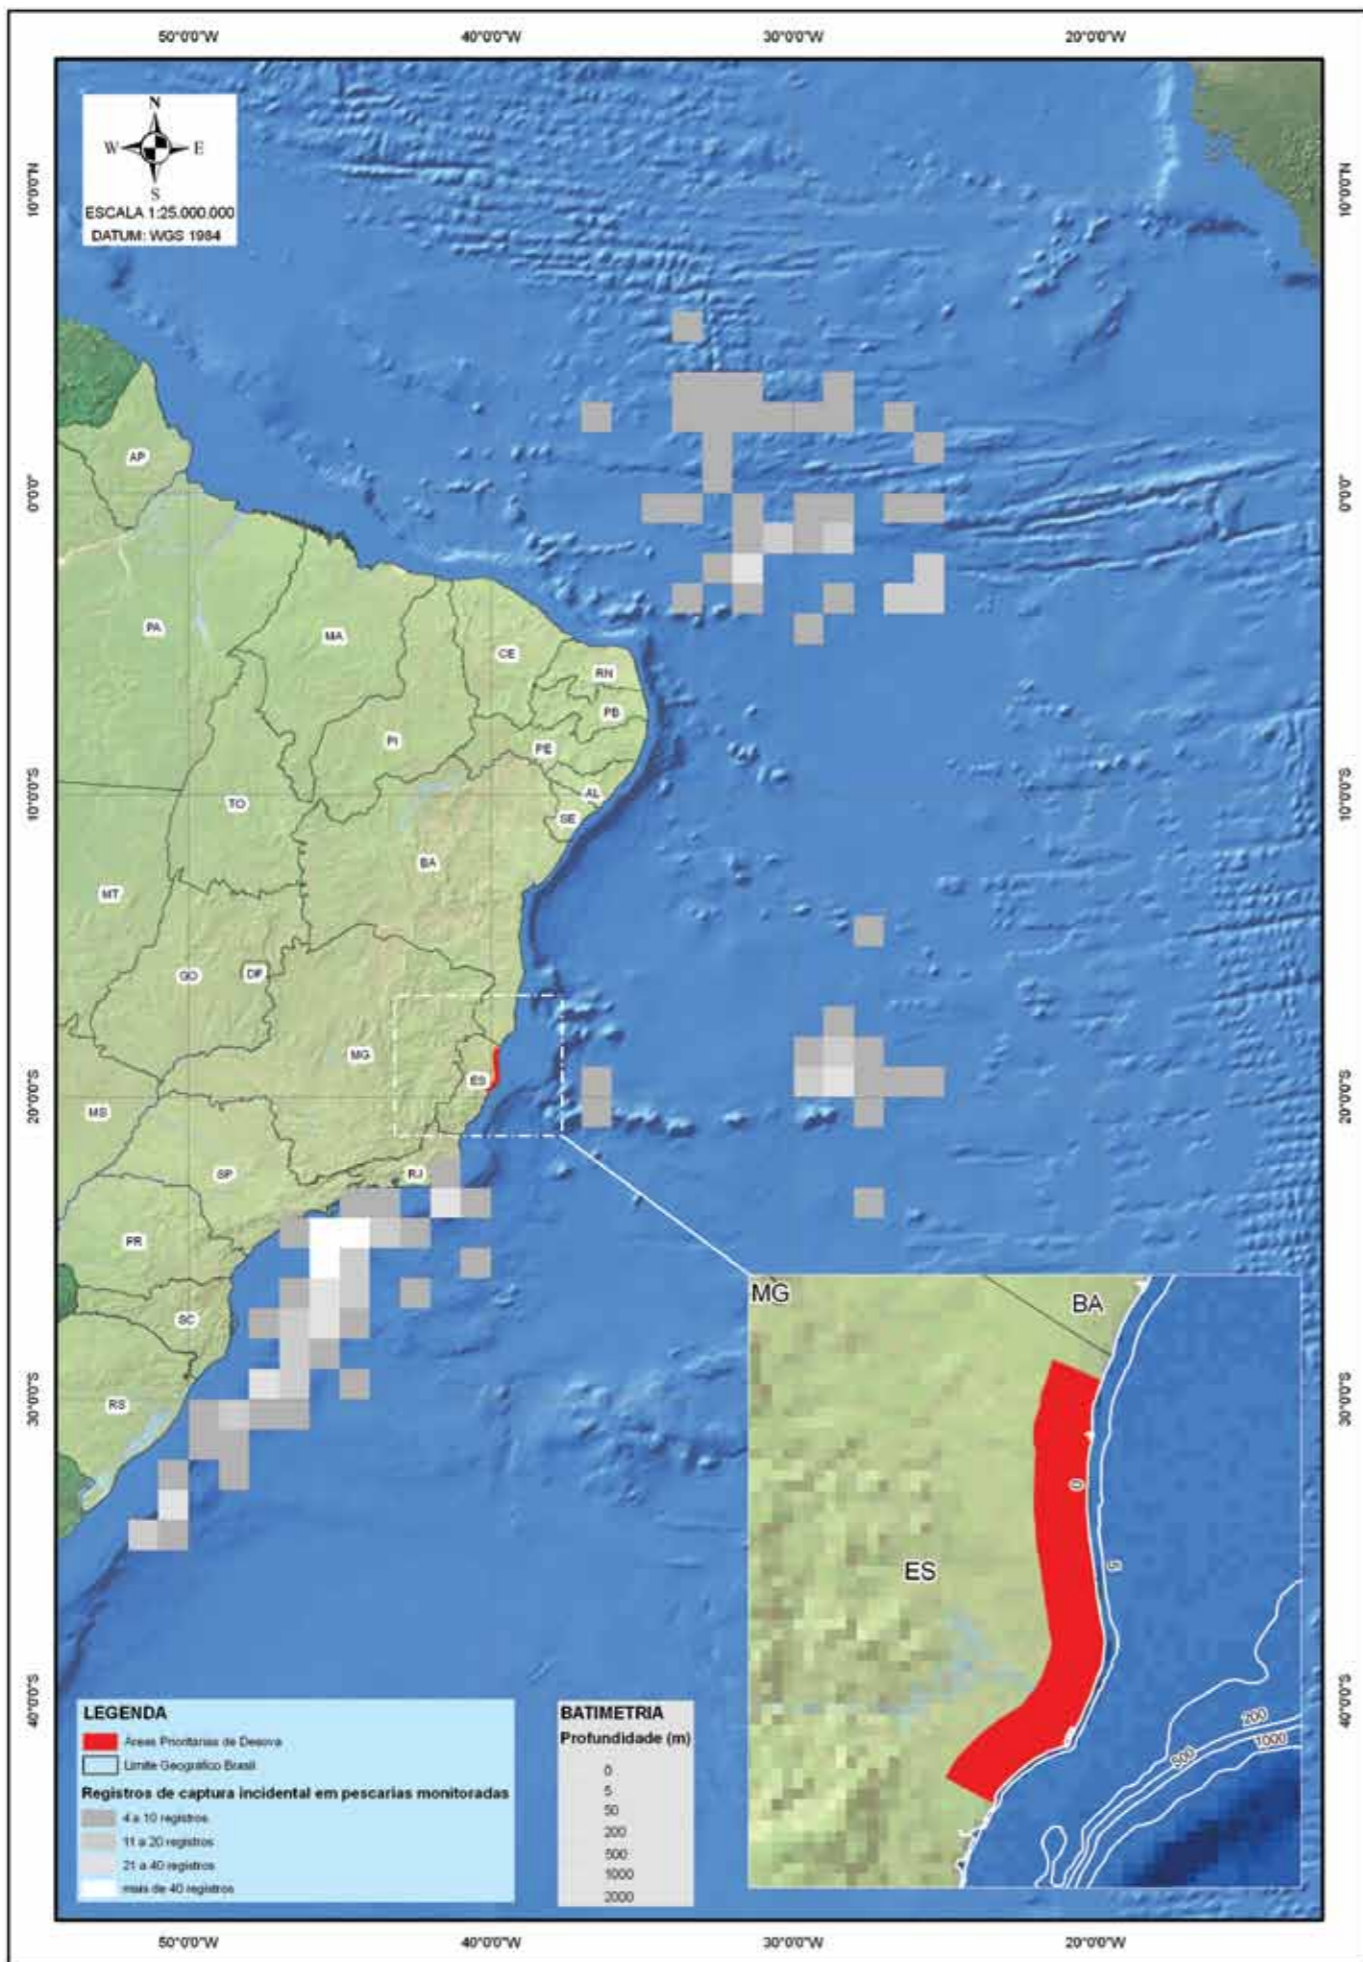 50°0'0"W 40°0'0"W 30°0'0"W 20°0'0"W
N
W E
S
ESCALA 1:25.000.000
DATUM: WGS 1984
10°0'0"N 10°0'0"N
AP
0°0'0" 0°0'0"
PA
MA
CE
RN
PB
PI
PE
AL
10°0'0"S 10°0'0"S
TO
SE
BA
MT
GO
DF
MG
ES
20°0'0"S 20°0'0"S
MS
SP
RJ
PR
SC
RS
30°0'0"S 30°0'0"S
MG
BA
0
5
ES
200
500
1000
40°0'0"S 40°0'0"S
LEGENDA
Áreas Prioritárias de Desova
Limite Geográfico Brasil
Registros de captura incidental em pescarias monitoradas
4 a 10 registros
11 a 20 registros
21 a 40 registros
mais de 40 registros
BATIMETRIA
Profundidade (m)
0
5
50
200
500
1000
2000
50°0'0"W 40°0'0"W 30°0'0"W 20°0'0"W